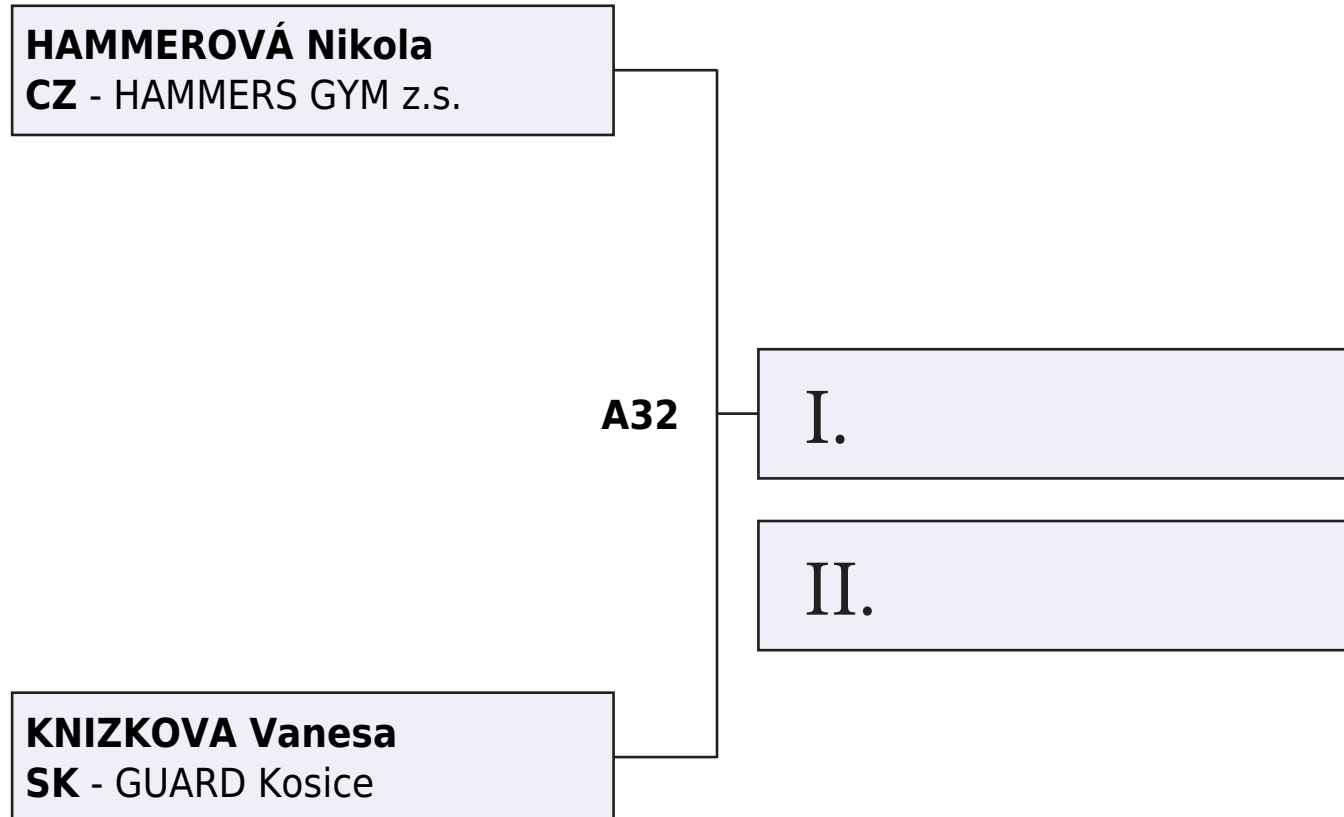 HAMMEROVÁ Nikola
CZ - HAMMERS GYM z.s.
A32
I.
II.
KNIZKOVA Vanesa
SK - GUARD Kosice